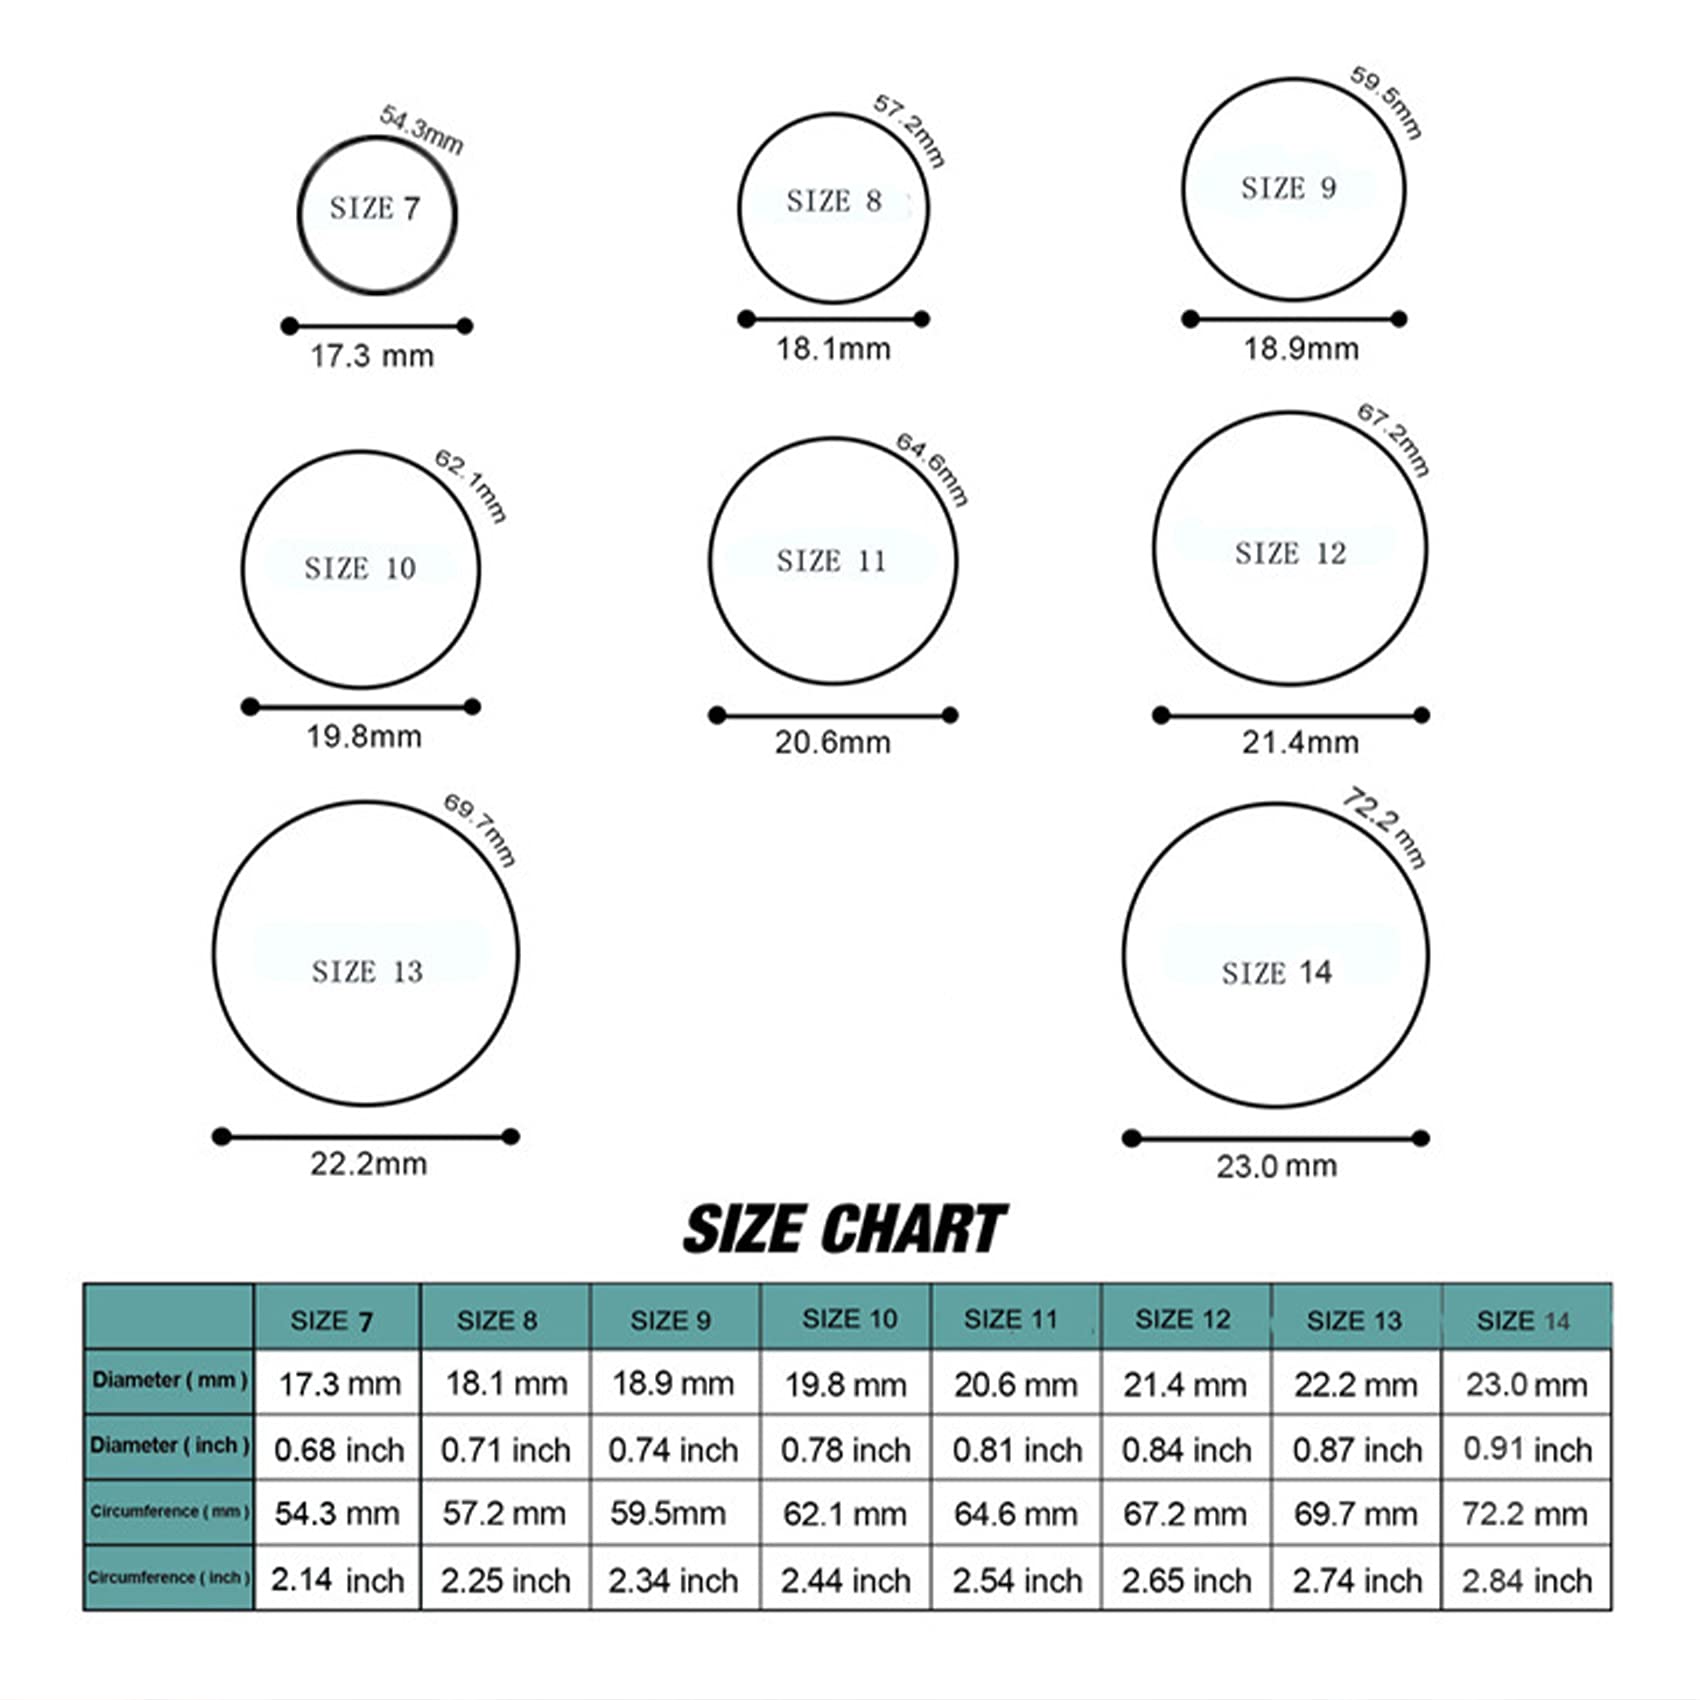 54.3mm
57.2mm
59.5mm
SIZE 7
SIZE 8
SIZE 9
17.3 mm
18.1mm
18.9mm
62.1mm
64.6mm
67.2mm
SIZE 10
SIZE 11
SIZE 12
19.8mm
20.6mm
21.4mm
69.7mm
72.2 mm
SIZE 13
SIZE 14
22.2mm
23.0 mm
SIZE CHART
SIZE 7 SIZE 8 SIZE 9 SIZE 10 SIZE 11 SIZE 12 SIZE 13 SIZE 14
Diameter ( mm ) 17.3 mm 18.1 mm 18.9 mm 19.8 mm 20.6 mm 21.4 mm 22.2 mm 23.0 mm
Diameter ( inch ) 0.68 inch 0.71 inch 0.74 inch 0.78 inch 0.81 inch 0.84 inch 0.87 inch 0.91 inch
Circumference ( mm ) 54.3 mm 57.2 mm 59.5mm 62.1 mm 64.6 mm 67.2 mm 69.7 mm 72.2 mm
Circumference ( inch ) 2.14 inch 2.25 inch 2.34 inch 2.44 inch 2.54 inch 2.65 inch 2.74 inch 2.84 inch